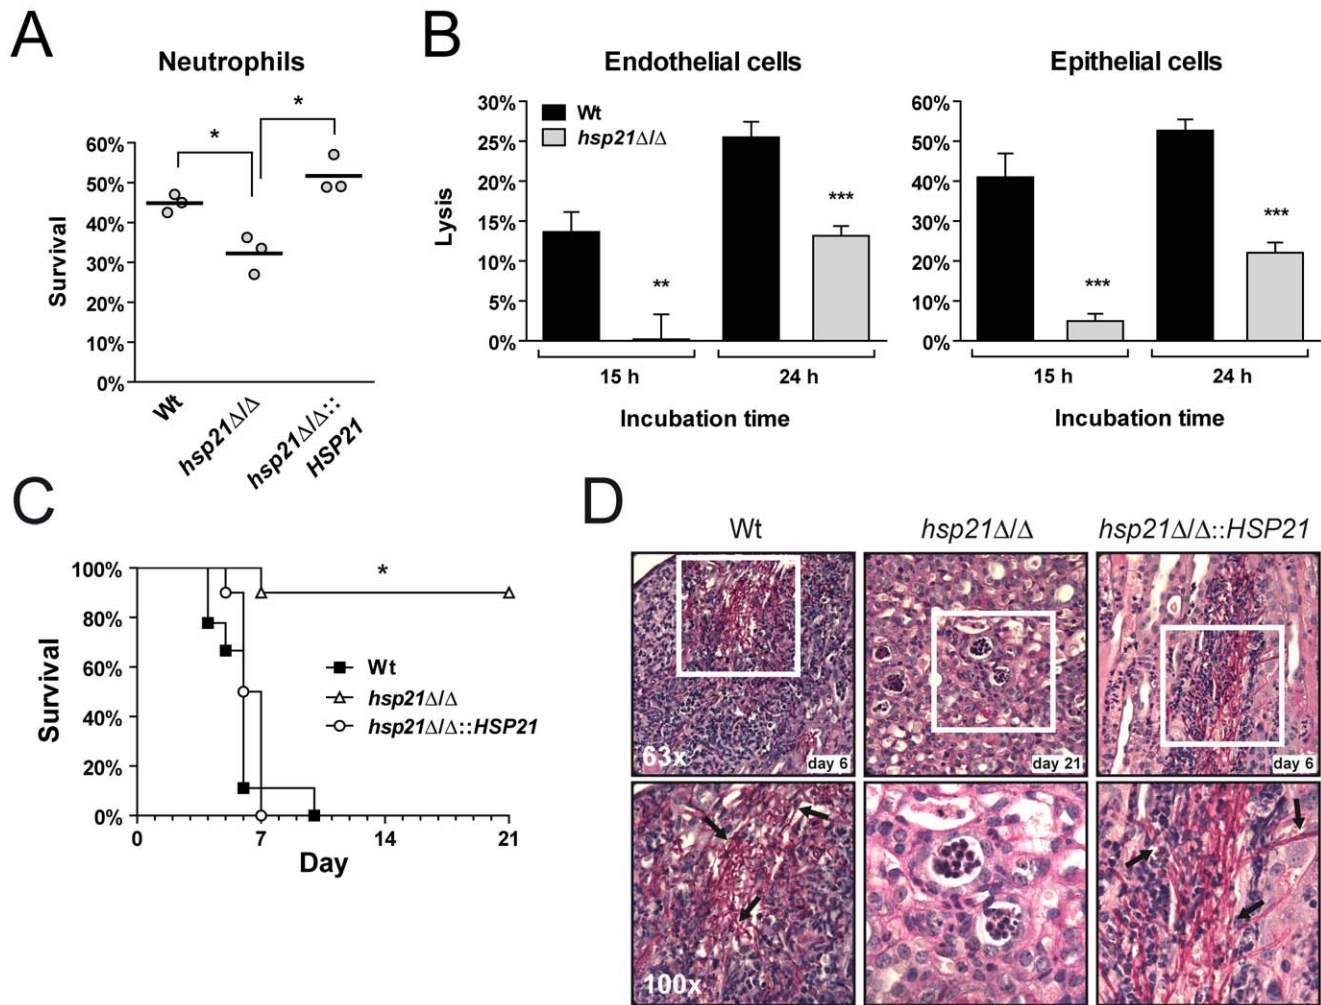 A
Neutrophils
*
*
60%
50%
40%
30%
20%
10%
0%
Survival
Wt
hsp21Δ/Δ
hsp21Δ/Δ::
HSP21
B
Endothelial cells
Wt
hsp21Δ/Δ
30%
25%
20%
15%
10%
5%
0%
Lysis
**
***
15 h
24 h
Incubation time
Epithelial cells
60%
50%
40%
30%
20%
10%
0%
***
***
15 h
24 h
Incubation time
C
100%
80%
60%
40%
20%
0%
Survival
*
Wt
hsp21Δ/Δ
hsp21Δ/Δ::HSP21
0
7
14
21
Day
D
Wt
hsp21Δ/Δ
hsp21Δ/Δ::HSP21
63x
day 6
day 21
day 6
100x